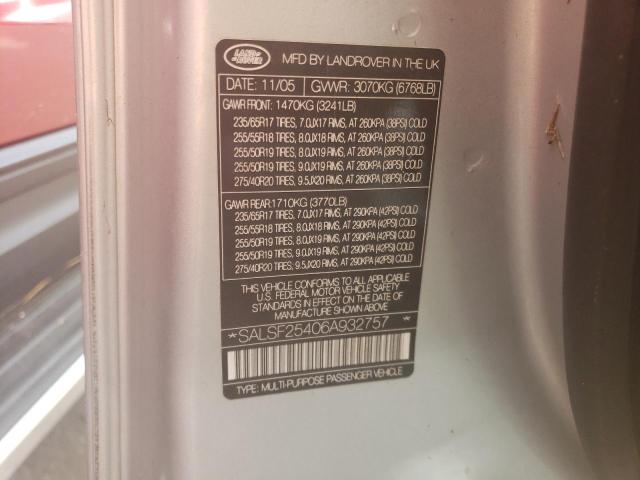 LAND ROVER
MFD BY LANDROVER IN THE UK
DATE: 11/05 GVWR: 3070KG (6768LB)
GAWR FRONT: 1470KG (3241LB)
235/65R17 TIRES, 7.0JX17 RIMS, AT 260KPA (38PSI) COLD
255/55R18 TIRES, 8.0JX18 RIMS, AT 260KPA (38PSI) COLD
255/50R19 TIRES, 8.0JX19 RIMS, AT 260KPA (38PSI) COLD
255/50R19 TIRES, 9.0JX19 RIMS, AT 260KPA (38PSI) COLD
275/40R20 TIRES, 9.5JX20 RIMS, AT 260KPA (38PSI) COLD
GAWR REAR: 1710KG (3770LB)
235/65R17 TIRES, 7.0JX17 RIMS, AT 290KPA (42PSI) COLD
255/55R18 TIRES, 8.0JX18 RIMS, AT 290KPA (42PSI) COLD
255/50R19 TIRES, 8.0JX19 RIMS, AT 290KPA (42PSI) COLD
255/50R19 TIRES, 9.0JX19 RIMS, AT 290KPA (42PSI) COLD
275/40R20 TIRES, 9.5JX20 RIMS, AT 290KPA (42PSI) COLD
THIS VEHICLE CONFORMS TO ALL APPLICABLE
U.S. FEDERAL MOTOR VEHICLE SAFETY
STANDARDS IN EFFECT ON THE DATE OF
MANUFACTURE SHOWN ABOVE.
*SALSF25406A932757*
TYPE: MULTI-PURPOSE PASSENGER VEHICLE